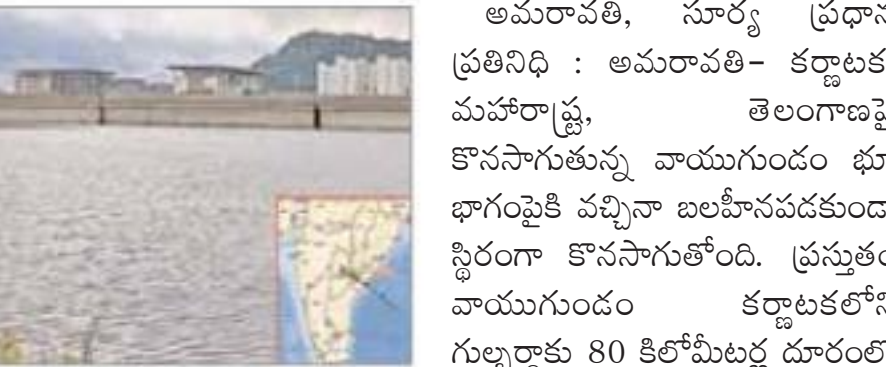 అమరావతి, సూర్య ప్రధాన
ప్రతినిధి : అమరావతి- కర్ణాటక
మహారాష్ట్ర, తెలంగాణపై
కొనసాగుతున్న వాయుగుండం భూ
భాగంపైకి వచ్చినా బలహీనపడకుండా
స్థిరంగా కొనసాగుతోంది. ప్రస్తుతం
వాయుగుండం కర్ణాటకలోని
గుల్బర్గాకు 80 కిలోమీటర్ల దూరంలో